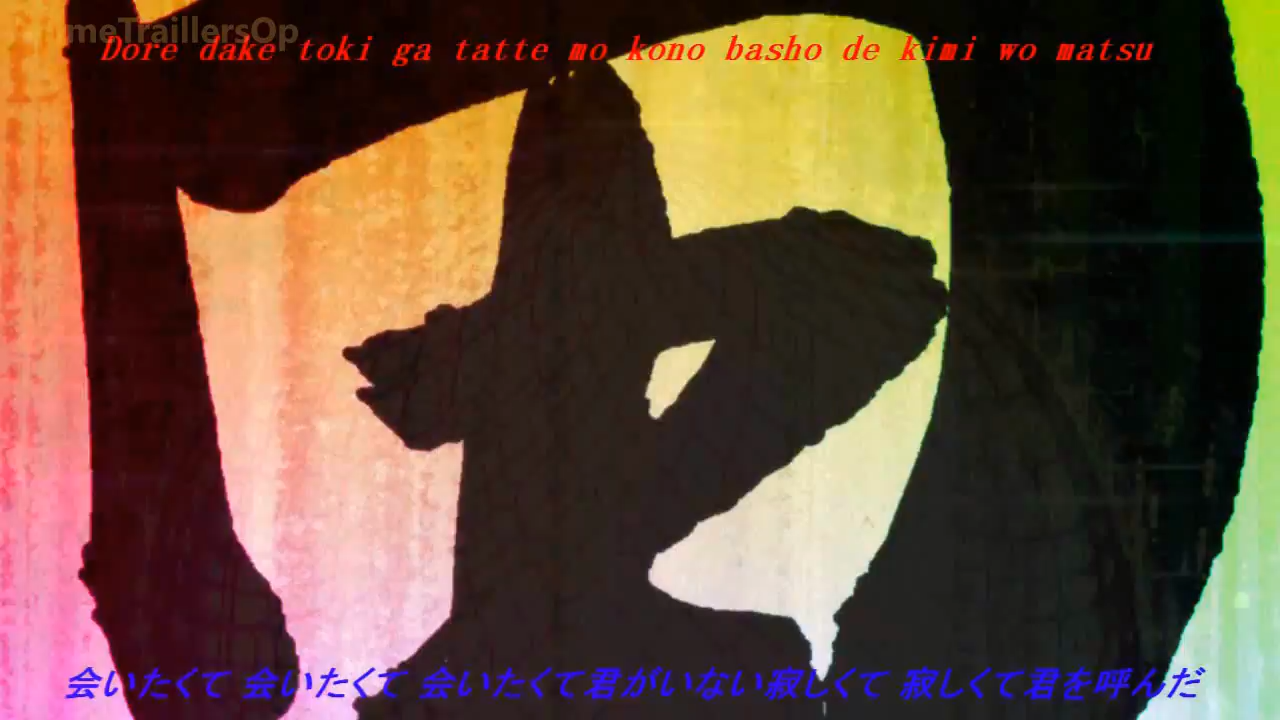 meTraillersOp
Dore dake toki ga tatte mo kono basho de kimi wo matsu
会いたくて 会いたくて 会いたくて君がいない寂しくて 寂しくて君を呼んだ